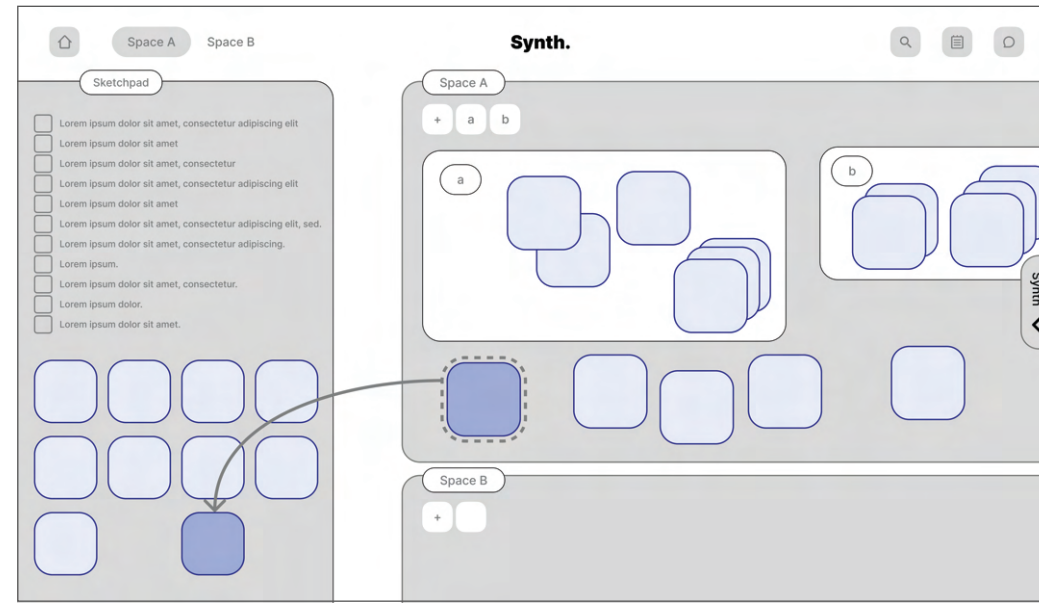 Space A
Space B
Synth.
Sketchpad
Lorem ipsum dolor sit amet, consectetur adipiscing elit
Lorem ipsum dolor sit amet
Lorem ipsum dolor sit amet, consectetur
Lorem ipsum dolor sit amet, consectetur adipiscing elit
Lorem ipsum dolor sit amet
Lorem ipsum dolor sit amet, consectetur adipiscing elit, sed.
Lorem ipsum dolor sit amet, consectetur adipiscing.
Lorem ipsum.
Lorem ipsum dolor sit amet, consectetur.
Lorem ipsum dolor.
Lorem ipsum dolor sit amet.
Space A
+ a b
a
b
Synth
Space B
+